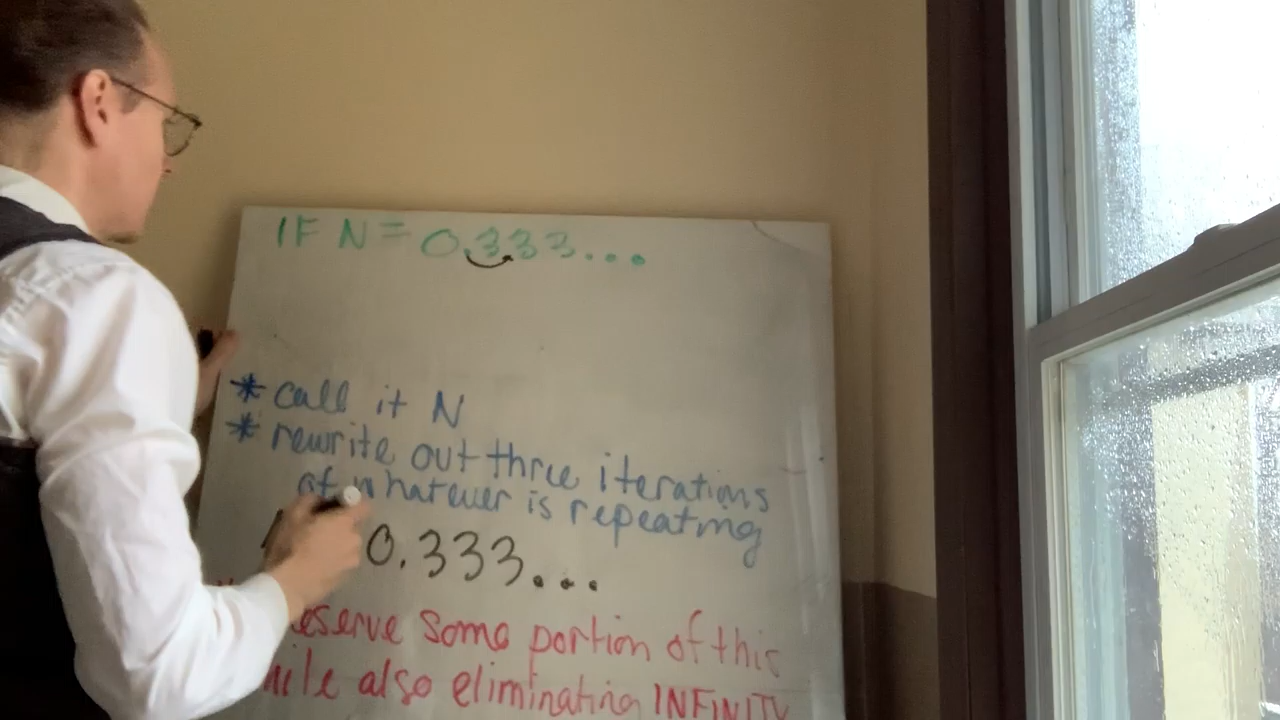 IF N = 0.333...
* call it N
* rewrite out three iterations
of whatever is repeating
0.333...
some portion of this
also eliminating INFINITY